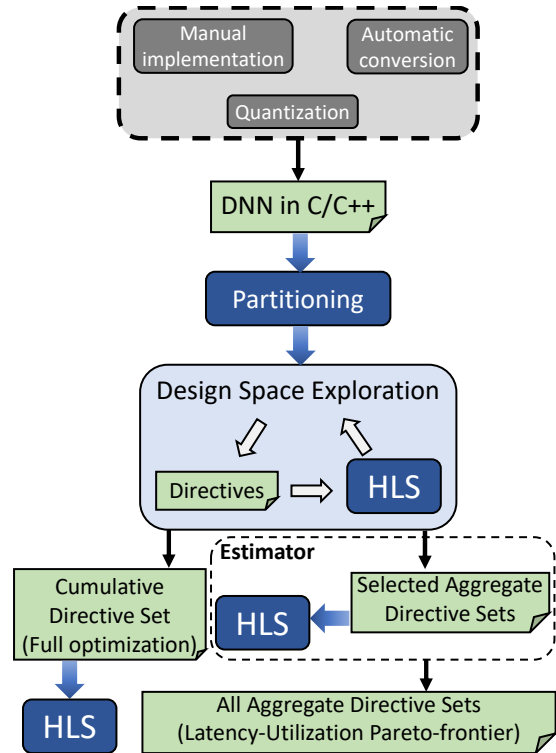 Manual
implementation
Automatic
conversion
Quantization
DNN in C/C++
Partitioning
Design Space Exploration
Directives
HLS
Estimator
Cumulative
Directive Set
(Full optimization)
Selected Aggregate
Directive Sets
HLS
HLS
All Aggregate Directive Sets
(Latency-Utilization Pareto-frontier)